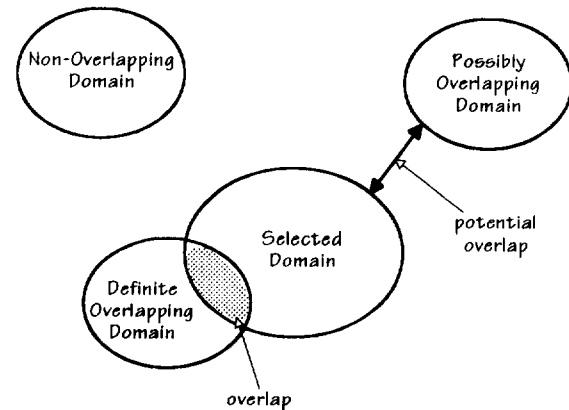 Non-Overlapping
Domain
Possibly
Overlapping
Domain
potential
overlap
Selected
Domain
Definite
Overlapping
Domain
overlap